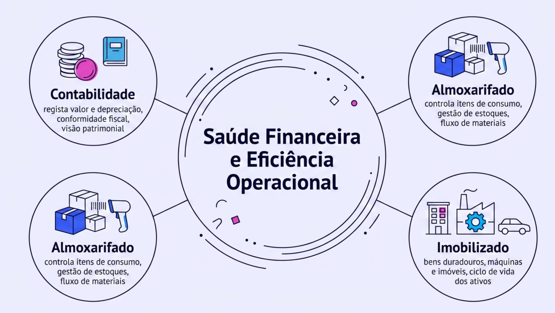 Contabilidade
regista valor e depreciação,
conformidade fiscal,
visão patrimonial
Almoxarifado
controla itens de consumo,
gestão de estoques,
fluxo de materiais
Saúde Financeira
e Eficiência
Operacional
Almoxarifado
controla itens de consumo,
gestão de estoques,
fluxo de materiais
Imobilizado
bens duradouros, máquinas
e imóveis, ciclo de vida
dos ativos